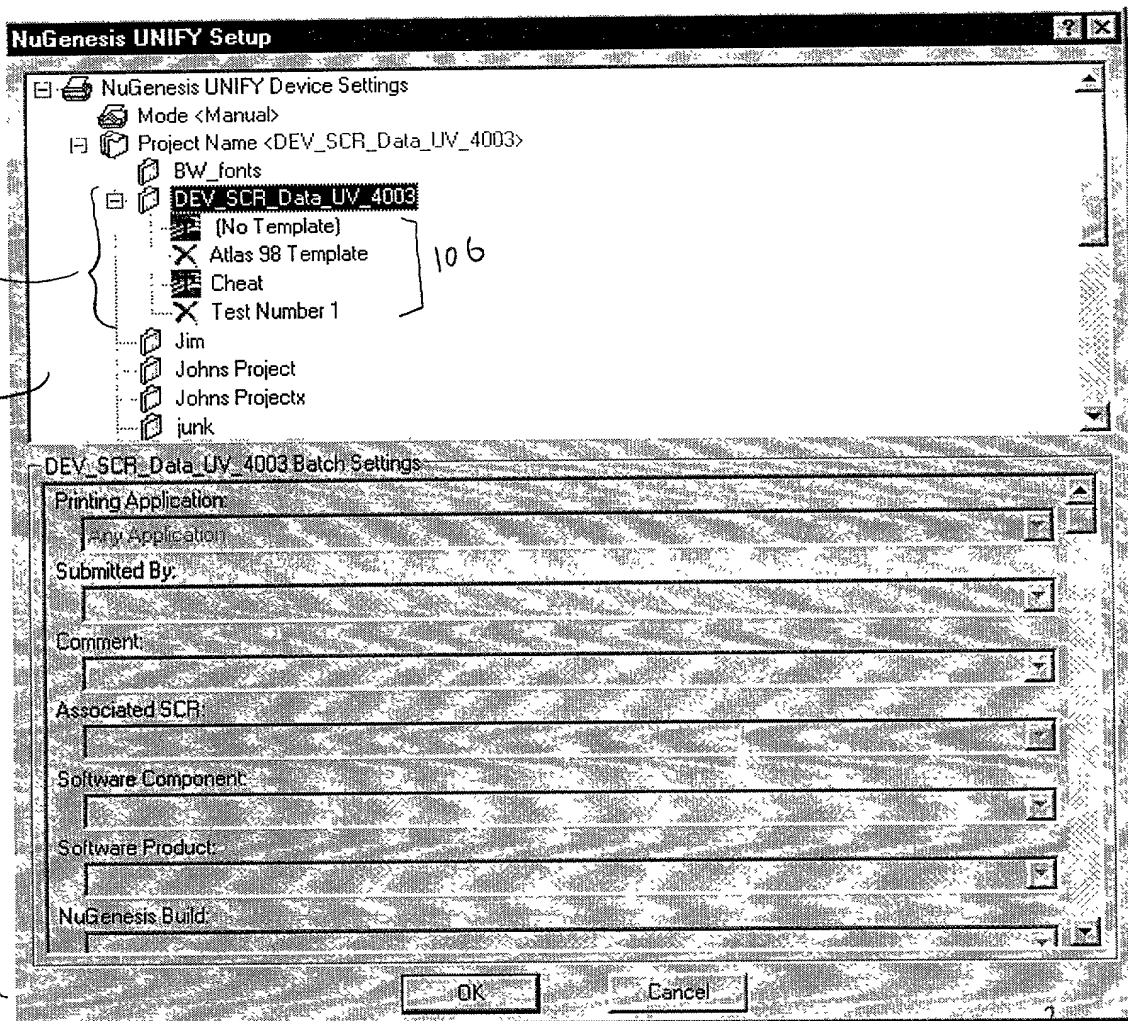 NuGenesis UNIFY Setup
NuGenesis UNIFY Device Settings
Mode <Manual>
Project Name <DEV_SCR_Data_UV_4003>
BW_fonts
DEV_SCR_Data_UV_4003
(No Template)
Atlas 98 Template
106
Cheat
Test Number 1
Jim
Johns Project
Johns Projectx
junk
DEV_SCR_Data_UV_4003 Batch Settings
Printing Application:
Any Application
Submitted By:
Comment:
Associated SCR:
Software Component:
Software Product:
NuGenesis Build:
OK Cancel